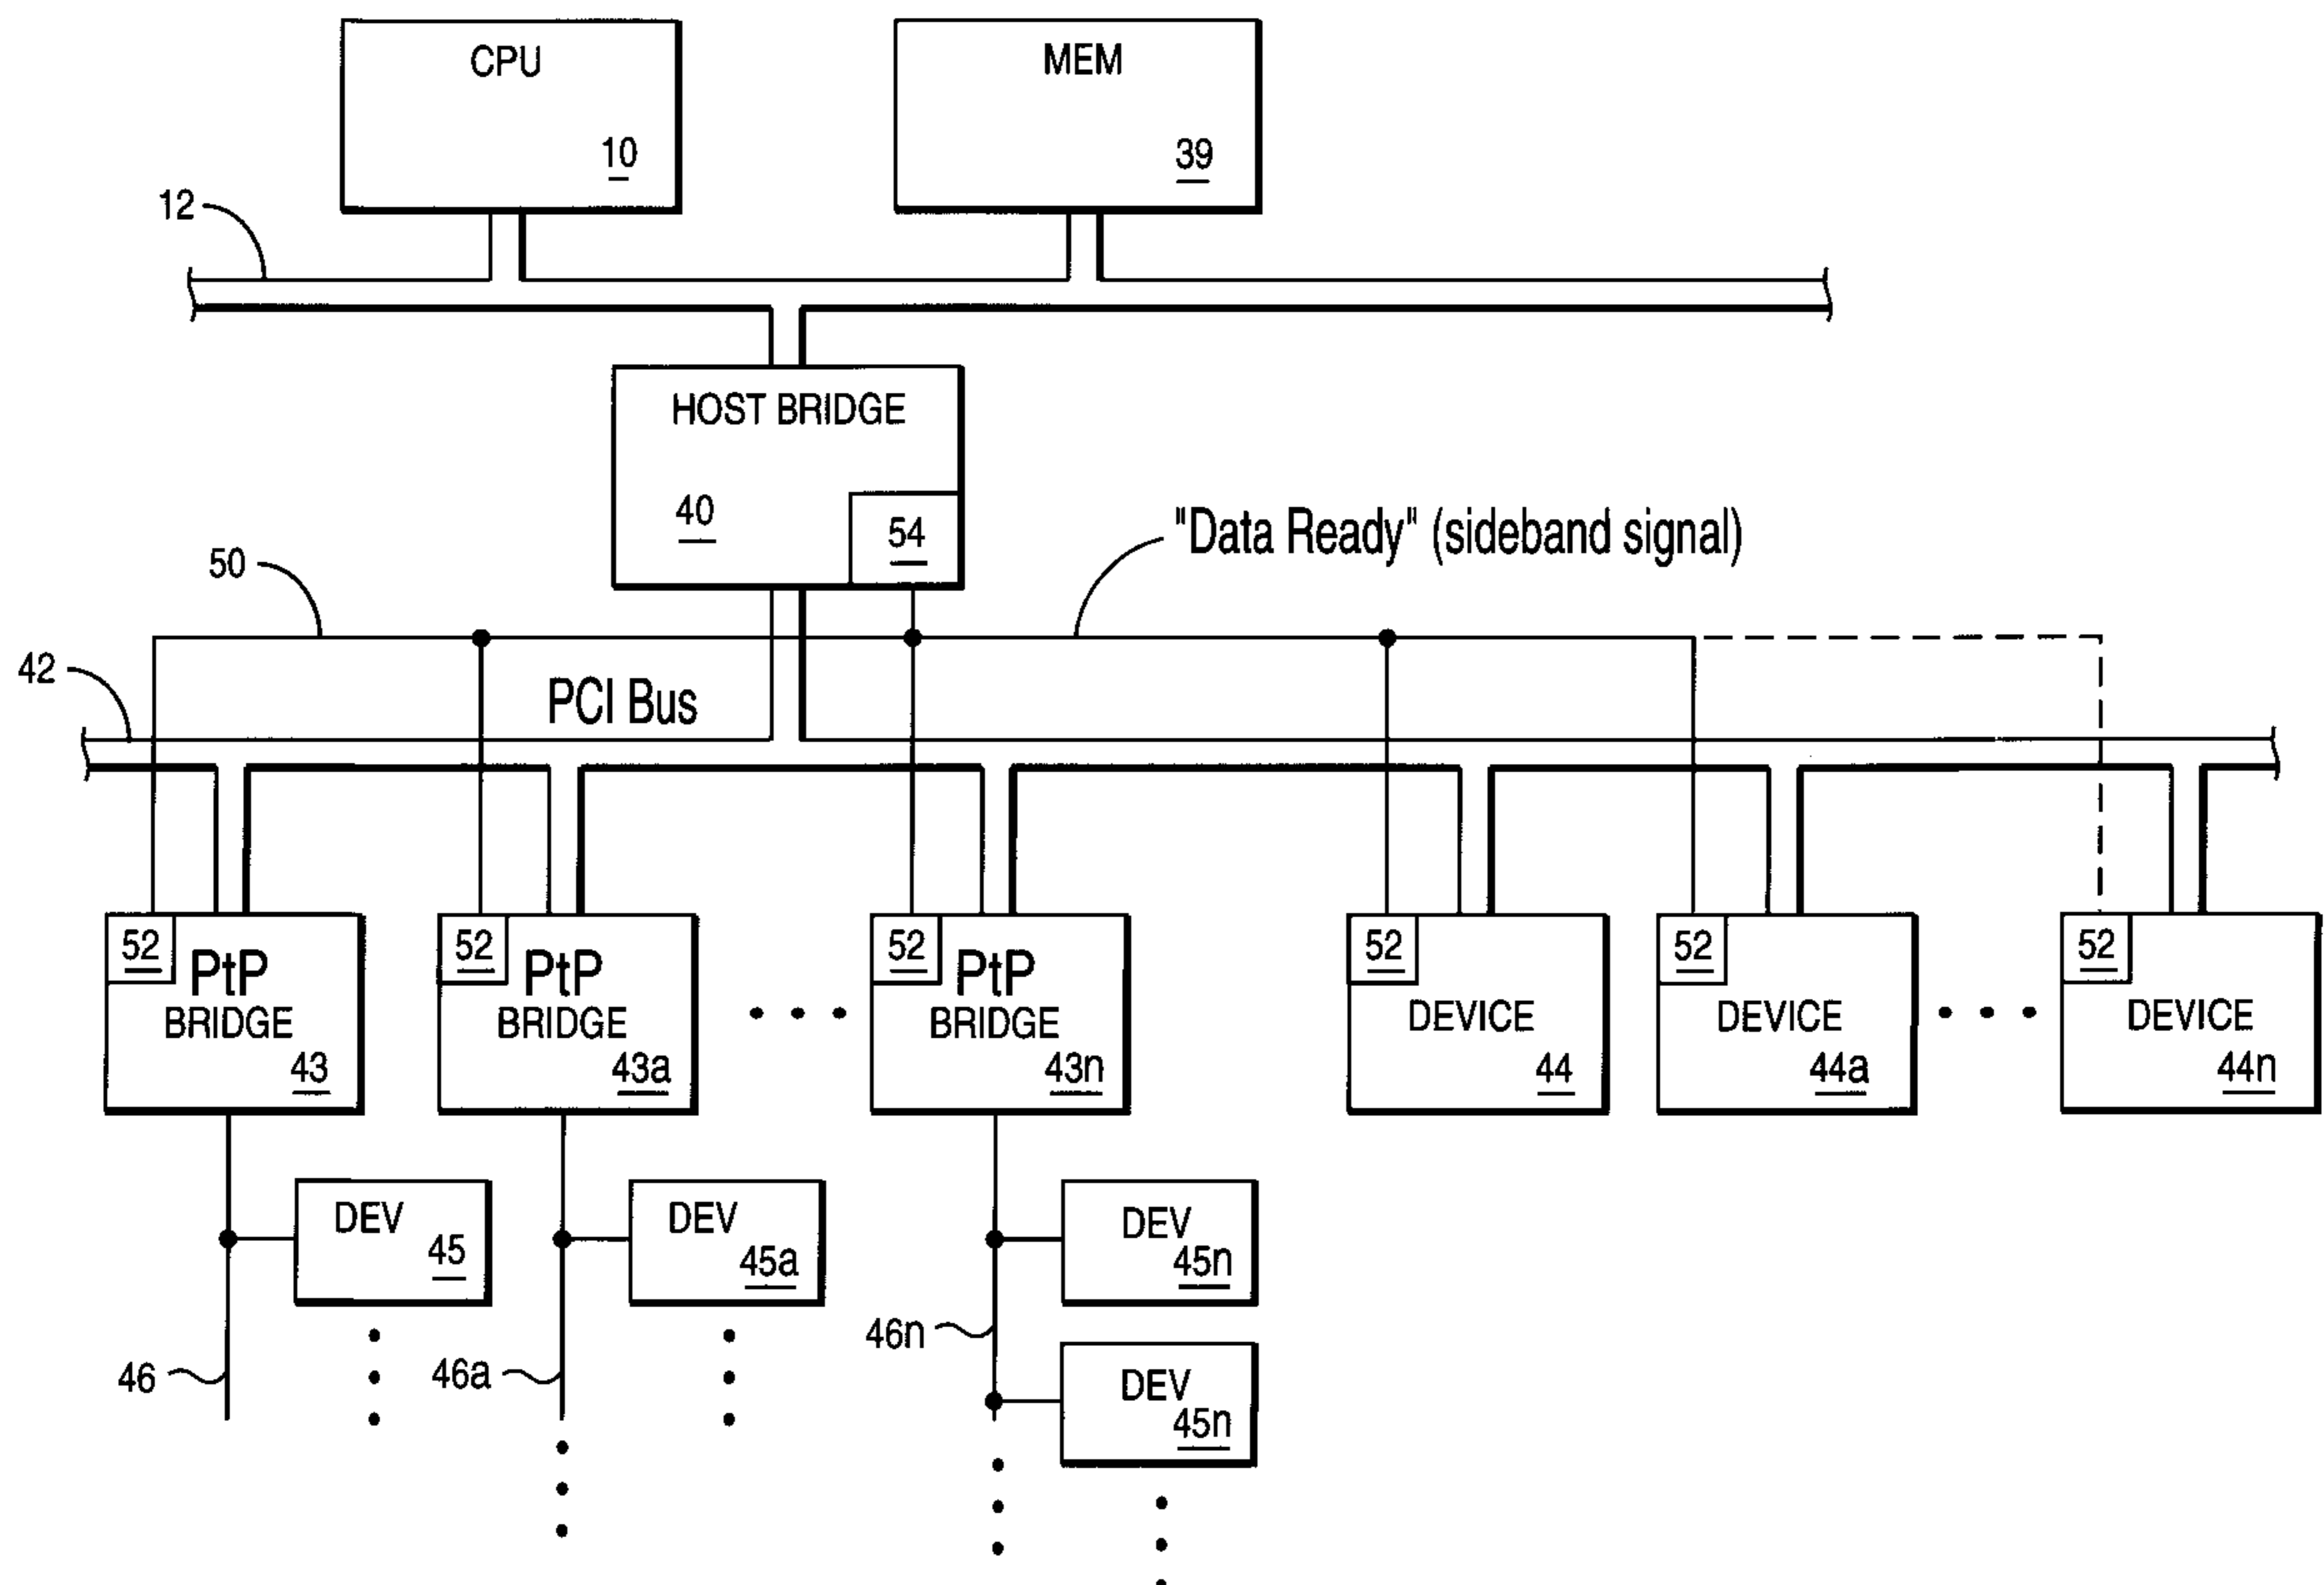 CPU
10
MEM
39
12
HOST BRIDGE
40
54
"Data Ready" (sideband signal)
50
42
PCI Bus
52
PtP
BRIDGE
43
52
PtP
BRIDGE
43a
52
PtP
BRIDGE
43n
52
DEVICE
44
52
DEVICE
44a
52
DEVICE
44n
DEV
45
DEV
45a
DEV
45n
46
46a
46n
DEV
45n